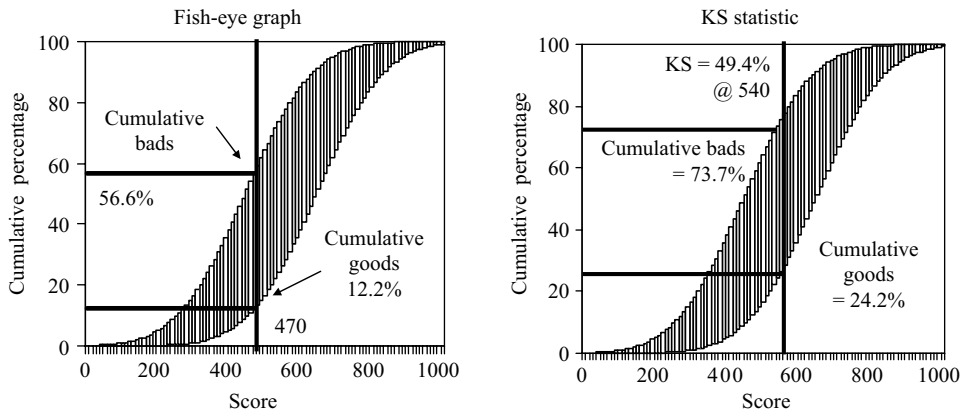 Fish-eye graph
100
80
60
40
20
0
Cumulative percentage
Cumulative
bads
56.6%
Cumulative
goods
12.2%
470
0
200
400
600
800
1000
Score
KS statistic
100
80
60
40
20
0
Cumulative percentage
KS = 49.4%
@ 540
Cumulative bads
= 73.7%
Cumulative
goods
= 24.2%
0
200
400
600
800
1000
Score